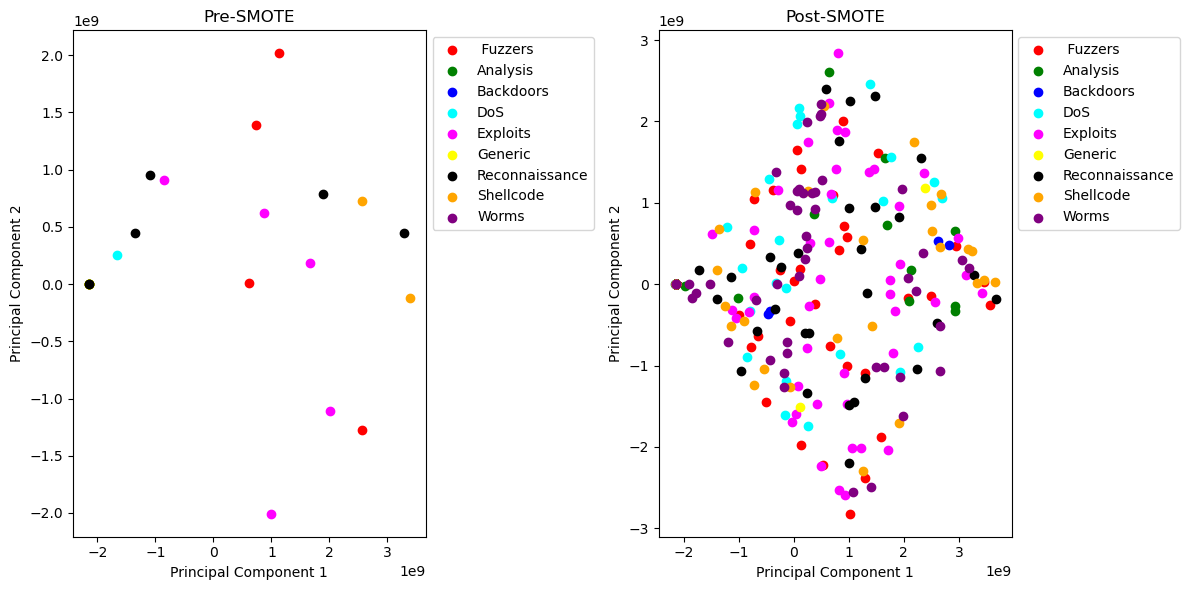 Pre-SMOTE
1e9
2.0
1.5
1.0
0.5
0.0
−0.5
−1.0
−1.5
−2.0
Principal Component 2
−2
−1
0
1
2
3
1e9
Principal Component 1
Fuzzers
Analysis
Backdoors
DoS
Exploits
Generic
Reconnaissance
Shellcode
Worms
Post-SMOTE
1e9
3
2
1
0
−1
−2
−3
Principal Component 2
−2
−1
0
1
2
3
1e9
Principal Component 1
Fuzzers
Analysis
Backdoors
DoS
Exploits
Generic
Reconnaissance
Shellcode
Worms